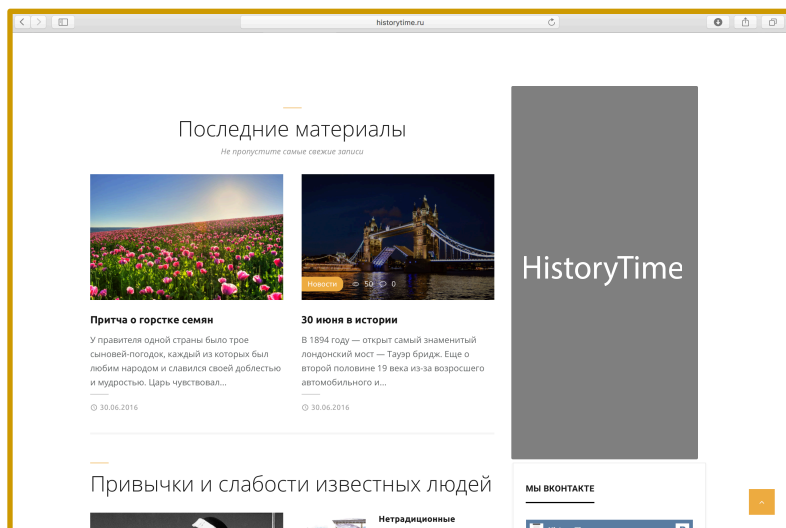 historytime.ru
Последние материалы
Не пропустите самые свежие записи
Новости 50 0
Притча о горстке семян
У правителя одной страны было трое
сыновей-погодок, каждый из которых был
любим народом и славился своей доблестью
и мудростью. Царь чувствовал...
30.06.2016
30 июня в истории
В 1894 году — открыт самый знаменитый
лондонский мост — Тауэр бридж. Еще о
второй половине 19 века из-за возросшего
автомобильного и...
30.06.2016
HistoryTime
Привычки и слабости известных людей
Нетрадиционные
МЫ ВКОНТАКТЕ